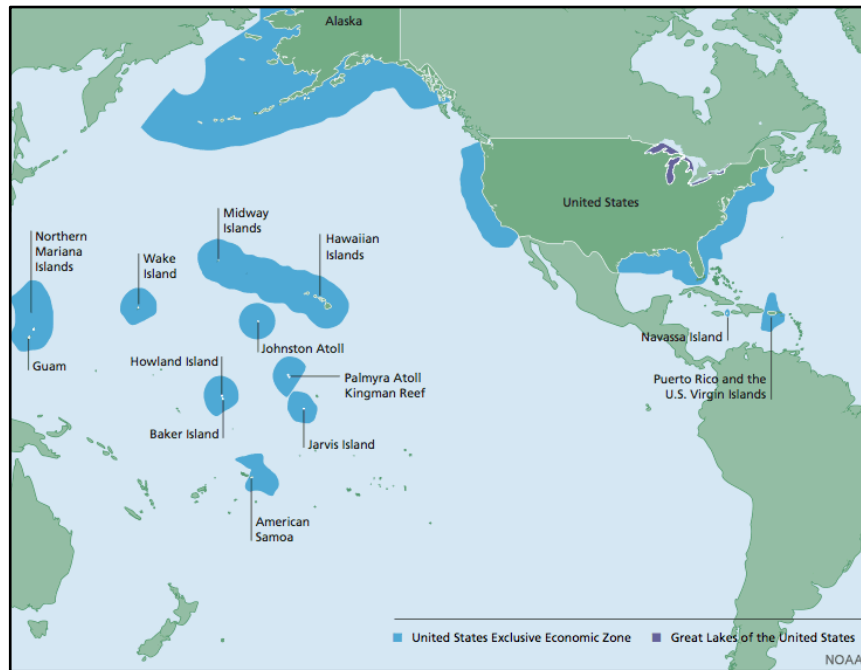 Alaska
United States
Midway
Islands
Hawaiian
Islands
Northern
Mariana
Islands
Wake
Island
Guam
Johnston Atoll
Howland Island
Palmyra Atoll
Kingman Reef
Baker Island
Jarvis Island
American
Samoa
Navassa Island
Puerto Rico and the
U.S. Virgin Islands
United States Exclusive Economic Zone
Great Lakes of the United States
NOAA